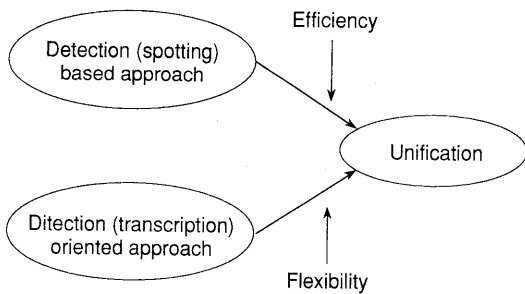 Efficiency
Detection (spotting)
based approach
Unification
Ditection (transcription)
oriented approach
Flexibility